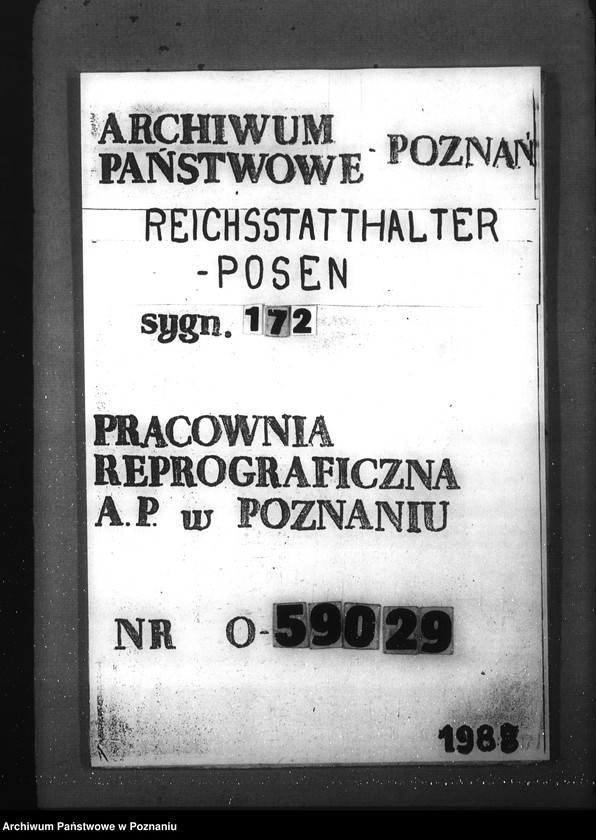 ARCHIWUM
PAŃSTWOWE - POZNAŃ
REICHSSTATTHALTER
-POSEN
sygn. 172
PRACOWNIA
REPROGRAFICZNA
A.P. w POZNANIU
NR O-59029
1988
Archiwum Państwowe w Poznaniu